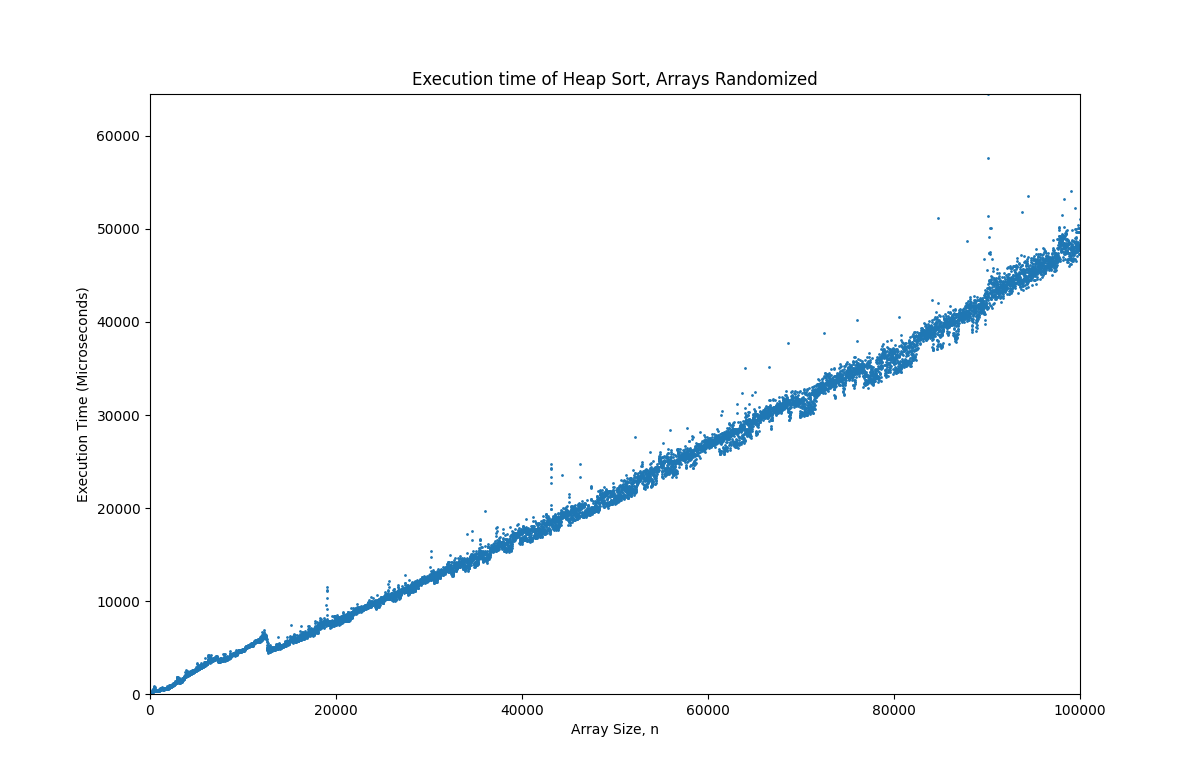 Execution time of Heap Sort, Arrays Randomized
60000
50000
40000
30000
20000
10000
0
Execution Time (Microseconds)
0 20000 40000 60000 80000 100000
Array Size, n